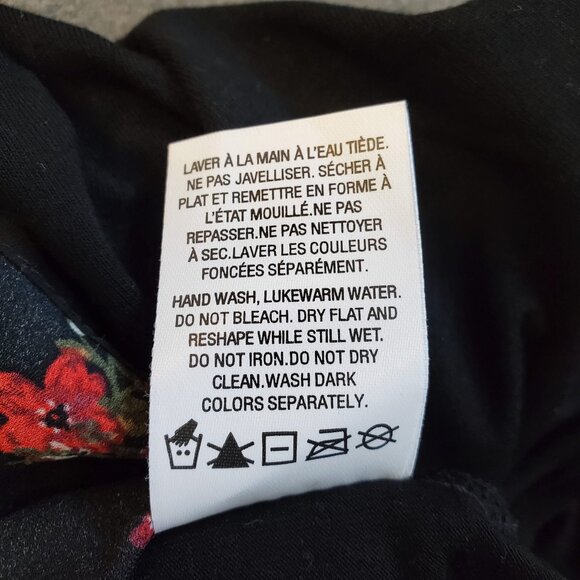 LAVER À LA MAIN À L'EAU TIÈDE.
NE PAS JAVELLISER. SÉCHER À
PLAT ET REMETTRE EN FORME À
L'ÉTAT MOUILLÉ.NE PAS
REPASSER.NE PAS NETTOYER
À SEC.LAVER LES COULEURS
FONCÉES SÉPARÉMENT.
HAND WASH, LUKEWARM WATER.
DO NOT BLEACH. DRY FLAT AND
RESHAPE WHILE STILL WET.
DO NOT IRON.DO NOT DRY
CLEAN.WASH DARK
COLORS SEPARATELY.